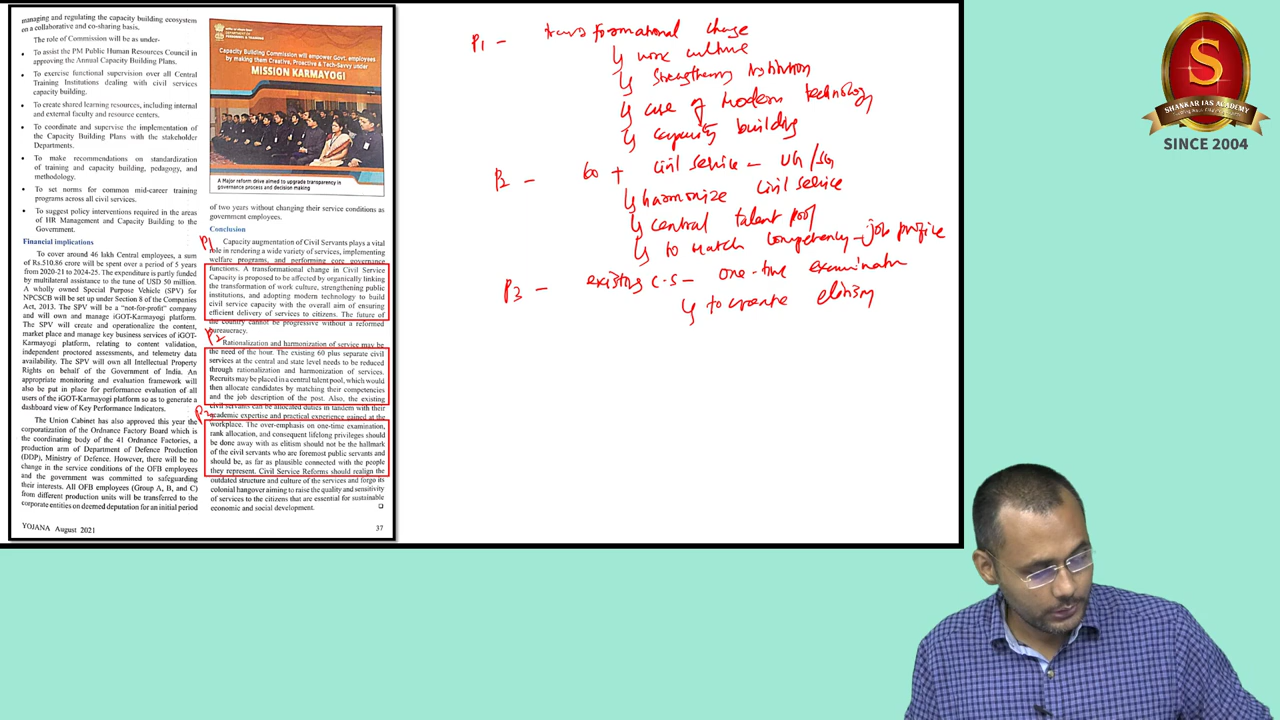 managing and regulating the capacity building ecosystem
on a collaborative and co-sharing basis.
The role of Commission will be as under-
• To assist the PM Public Human Resources Council in
approving the Annual Capacity Building Plans.
• To exercise functional supervision over all Central
Training Institutions dealing with civil services
capacity building.
• To create shared learning resources, including internal
and external faculty and resource centers.
• To coordinate and supervise the implementation of
the Capacity Building Plans with the stakeholder
Departments.
• To make recommendations on standardization
of training and capacity building, pedagogy, and
methodology.
• To set norms for common mid-career training
programs across all civil services.
• To suggest policy interventions required in the areas
of HR Management and Capacity Building to the
Government.
Financial implications
To cover around 46 lakh Central employees, a sum
of Rs.510.86 crore will be spent over a period of 5 years
from 2020-21 to 2024-25. The expenditure is partly funded
by multilateral assistance to the tune of USD 50 million.
A wholly owned Special Purpose Vehicle (SPV) for
NPCSCB will be set up under Section 8 of the Companies
Act, 2013. The SPV will be a "not-for-profit" company
and will own and manage iGOT-Karmayogi platform.
The SPV will create and operationalize the content,
market place and manage key business services of iGOT-
Karmayogi platform, relating to content validation,
independent proctored assessments, and telemetry data
availability. The SPV will own all Intellectual Property
Rights on behalf of the Government of India. An
appropriate monitoring and evaluation framework will
also be put in place for performance evaluation of all
users of the iGOT-Karmayogi platform so as to generate a
dashboard view of Key Performance Indicators.
The Union Cabinet has also approved this year the
corporatization of the Ordnance Factory Board which is
the coordinating body of the 41 Ordnance Factories, a
production arm of Department of Defence Production
(DDP), Ministry of Defence. However, there will be no
change in the service conditions of the OFB employees
and the government was committed to safeguarding
their interests. All OFB employees (Group A, B, and C)
from different production units will be transferred to the
corporate entities on deemed deputation for an initial period
YOJANA August 2021
DEPARTMENT OF
PERSONNEL & TRAINING
Capacity Building Commission will empower Govt. employees
by making them Creative, Proactive & Tech-Savvy under
MISSION KARMAYOGI
A Major reform drive aimed to upgrade transparency in
governance process and decision making
of two years without changing their service conditions as
government employees.
Conclusion
P1
Capacity augmentation of Civil Servants plays a vital
role in rendering a wide variety of services, implementing
welfare programs, and performing core governance
functions. A transformational change in Civil Service
Capacity is proposed to be affected by organically linking
the transformation of work culture, strengthening public
institutions, and adopting modern technology to build
civil service capacity with the overall aim of ensuring
efficient delivery of services to citizens. The future of
the country cannot be progressive without a reformed
bureaucracy.
P2
Rationalization and harmonization of service may be
the need of the hour. The existing 60 plus separate civil
services at the central and state level needs to be reduced
through rationalization and harmonization of services.
Recruits may be placed in a central talent pool, which would
then allocate candidates by matching their competencies
and the job description of the post. Also, the existing
civil servants can be allocated duties in tandem with their
academic expertise and practical experience gained at the
P3
workplace. The over-emphasis on one-time examination,
rank allocation, and consequent lifelong privileges should
be done away with as elitism should not be the hallmark
of the civil servants who are foremost public servants and
should be, as far as plausible connected with the people
they represent. Civil Service Reforms should realign the
outdated structure and culture of the services and forgo its
colonial hangover aiming to raise the quality and sensitivity
of services to the citizens that are essential for sustainable
economic and social development.
37
P1 - transformational change
work culture
strengthening institution
use of modern technology
capacity building
P2 - 60 + civil service - UG/SG
harmonize civil service
central talent pool
to match competency - job profile
P3 - existing C.S - one-time examination
to create elitism
S
SHANKAR IAS ACADEMY
SINCE 2004